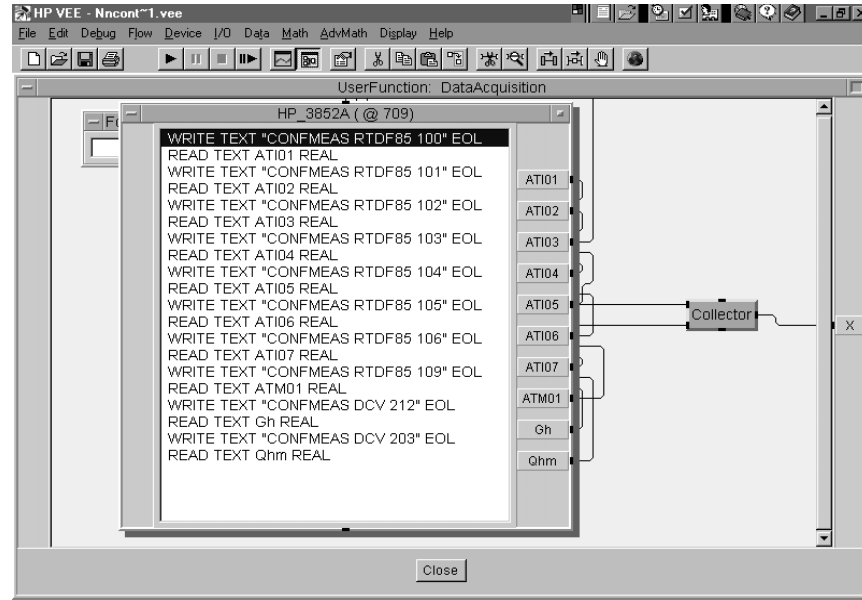 HP VEE - Nncont~1.vee
File Edit Debug Flow Device I/O Data Math AdvMath Display Help
UserFunction: DataAcquisition
HP_3852A ( @ 709)
WRITE TEXT "CONFMEAS RTDF85 100" EOL
READ TEXT ATI01 REAL
WRITE TEXT "CONFMEAS RTDF85 101" EOL
READ TEXT ATI02 REAL
WRITE TEXT "CONFMEAS RTDF85 102" EOL
READ TEXT ATI03 REAL
WRITE TEXT "CONFMEAS RTDF85 103" EOL
READ TEXT ATI04 REAL
WRITE TEXT "CONFMEAS RTDF85 104" EOL
READ TEXT ATI05 REAL
WRITE TEXT "CONFMEAS RTDF85 105" EOL
READ TEXT ATI06 REAL
WRITE TEXT "CONFMEAS RTDF85 106" EOL
READ TEXT ATI07 REAL
WRITE TEXT "CONFMEAS RTDF85 109" EOL
READ TEXT ATM01 REAL
WRITE TEXT "CONFMEAS DCV 212" EOL
READ TEXT Gh REAL
WRITE TEXT "CONFMEAS DCV 203" EOL
READ TEXT Qhm REAL
ATI01
ATI02
ATI03
ATI04
ATI05
ATI06
ATI07
ATM01
Gh
Qhm
Collector
X
Close